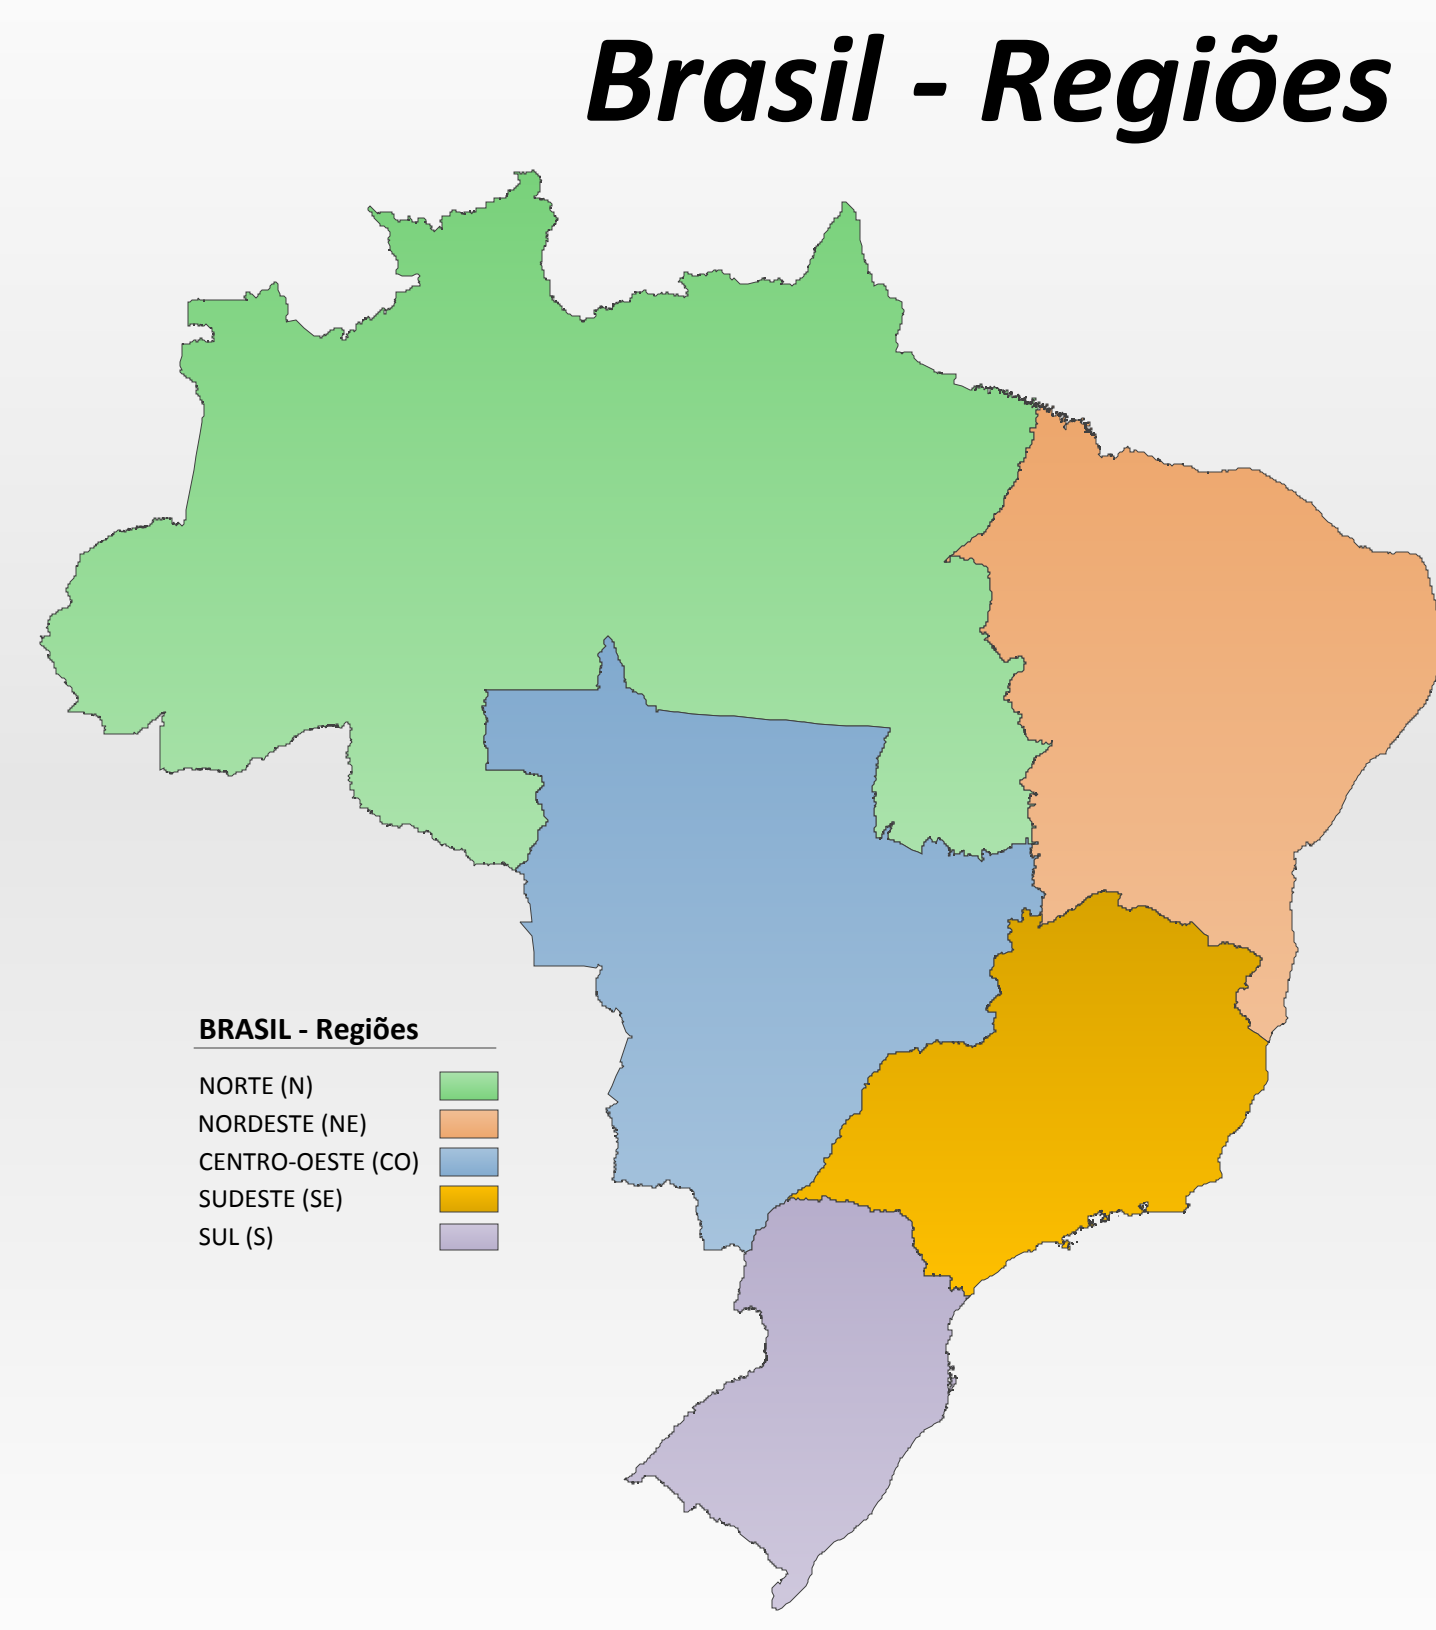 Brasil - Regiões
BRASIL - Regiões
NORTE (N)
NORDESTE (NE)
CENTRO-OESTE (CO)
SUDESTE (SE)
SUL (S)